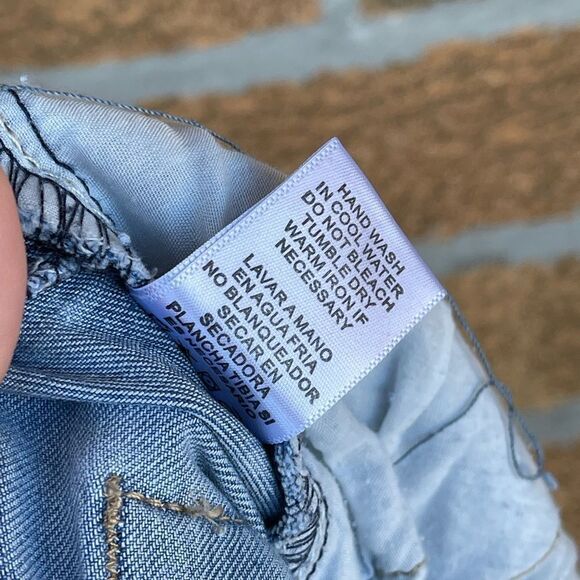 HAND WASH
IN COOL WATER
DO NOT BLEACH
TUMBLE DRY
WARM IRON IF
NECESSARY
LAVAR A MANO
EN AGUA FRIA
NO BLANQUEADOR
SECAR EN
SECADORA
PLANCHA TIBIA, SI
ES